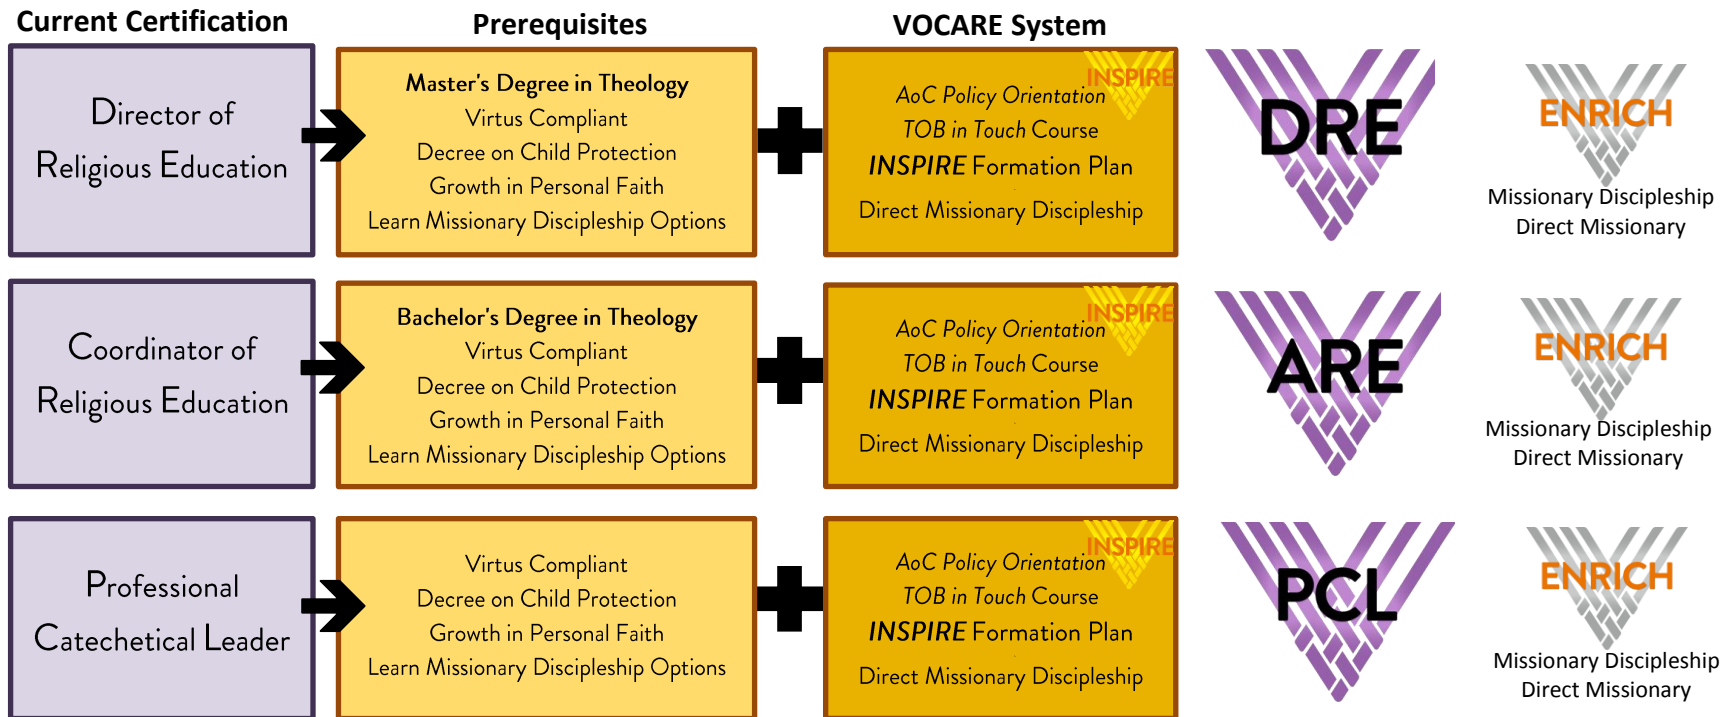 Current Certification
Prerequisites
VOCARE System
Director of
Religious Education
Master's Degree in Theology
Virtus Compliant
Decree on Child Protection
Growth in Personal Faith
Learn Missionary Discipleship Options
INSPIRE
AoC Policy Orientation
TOB in Touch Course
INSPIRE Formation Plan
Direct Missionary Discipleship
DRE
ENRICH
Missionary Discipleship
Direct Missionary
Coordinator of
Religious Education
Bachelor's Degree in Theology
Virtus Compliant
Decree on Child Protection
Growth in Personal Faith
Learn Missionary Discipleship Options
INSPIRE
AoC Policy Orientation
TOB in Touch Course
INSPIRE Formation Plan
Direct Missionary Discipleship
ARE
ENRICH
Missionary Discipleship
Direct Missionary
Professional
Catechetical Leader
Virtus Compliant
Decree on Child Protection
Growth in Personal Faith
Learn Missionary Discipleship Options
INSPIRE
AoC Policy Orientation
TOB in Touch Course
INSPIRE Formation Plan
Direct Missionary Discipleship
PCL
ENRICH
Missionary Discipleship
Direct Missionary